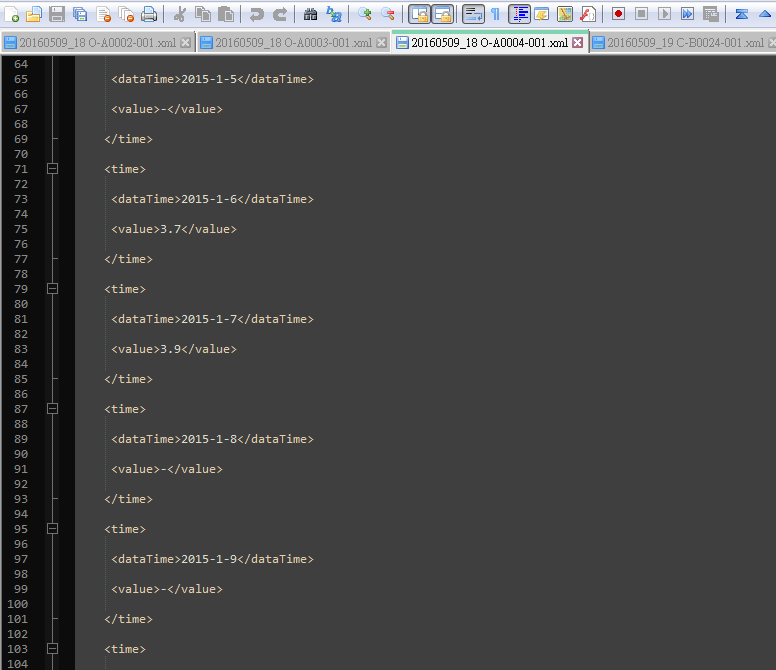 20160509_18 O-A0002-001.xml 20160509_18 O-A0003-001.xml 20160509_18 O-A0004-001.xml 20160509_19 C-B0024-001.xml
64
65 <dataTime>2015-1-5</dataTime>
66
67 <value>-</value>
68
69 </time>
70
71 <time>
72
73 <dataTime>2015-1-6</dataTime>
74
75 <value>3.7</value>
76
77 </time>
78
79 <time>
80
81 <dataTime>2015-1-7</dataTime>
82
83 <value>3.9</value>
84
85 </time>
86
87 <time>
88
89 <dataTime>2015-1-8</dataTime>
90
91 <value>-</value>
92
93 </time>
94
95 <time>
96
97 <dataTime>2015-1-9</dataTime>
98
99 <value>-</value>
100
101 </time>
102
103 <time>
104